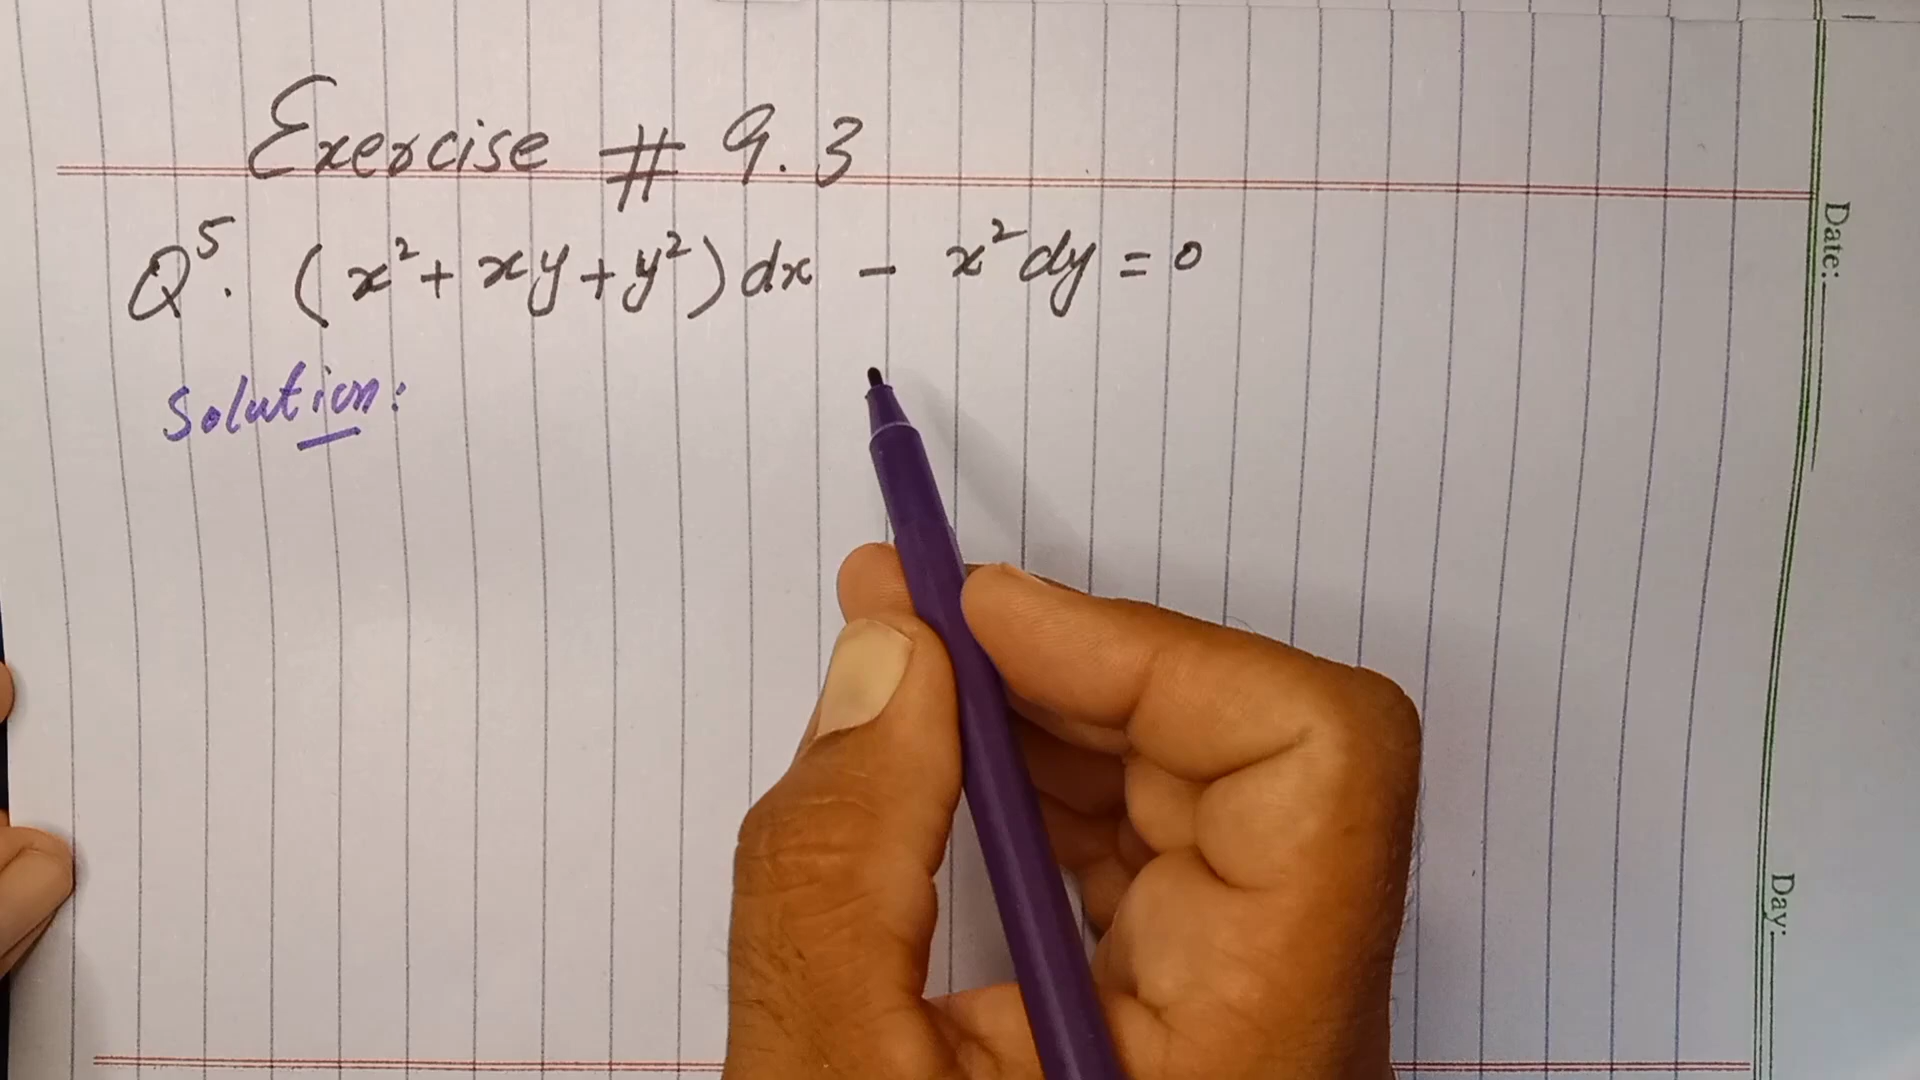 Exercise # 9.3
Q5. (x² + xy + y²) dx - x² dy = 0
Solution:
Date:
Day: